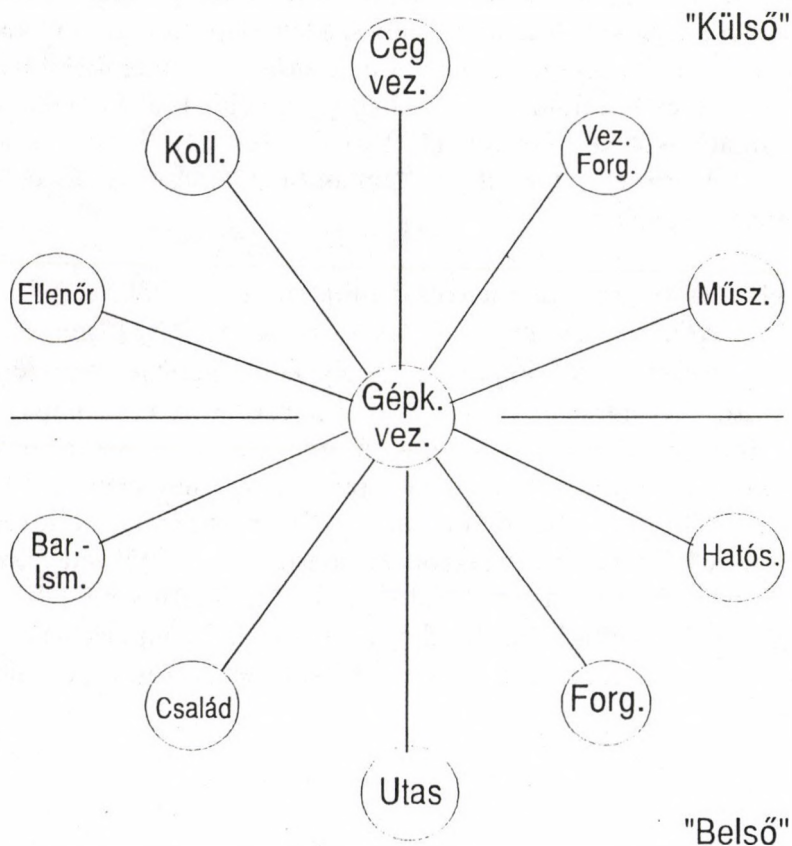 "Külső"
Cég
vez.
Koll.
Vez.
Forg.
Ellenőr
Műsz.
Gépk.
vez.
Bar.-
Ism.
Hatós.
Család
Forg.
Utas
"Belső"